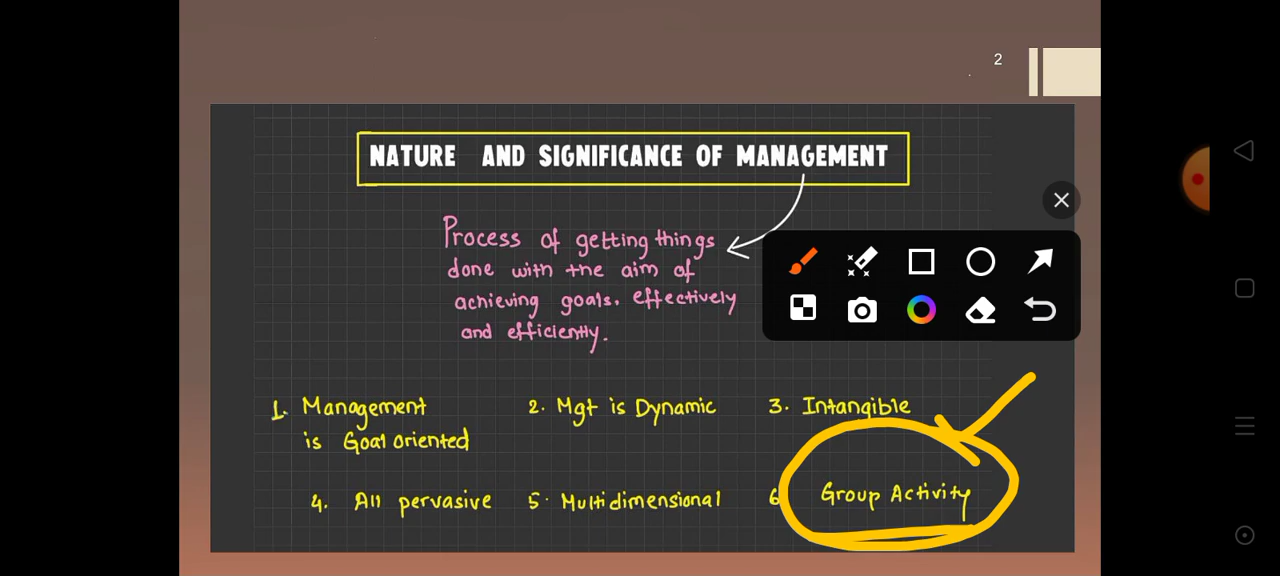 2
NATURE AND SIGNIFICANCE OF MANAGEMENT
Process of getting things
done with the aim of
achieving goals, effectively
and efficiently.
1. Management
is Goal oriented
2. Mgt is Dynamic
3. Intangible
4. All pervasive
5. Multidimensional
6 Group Activity